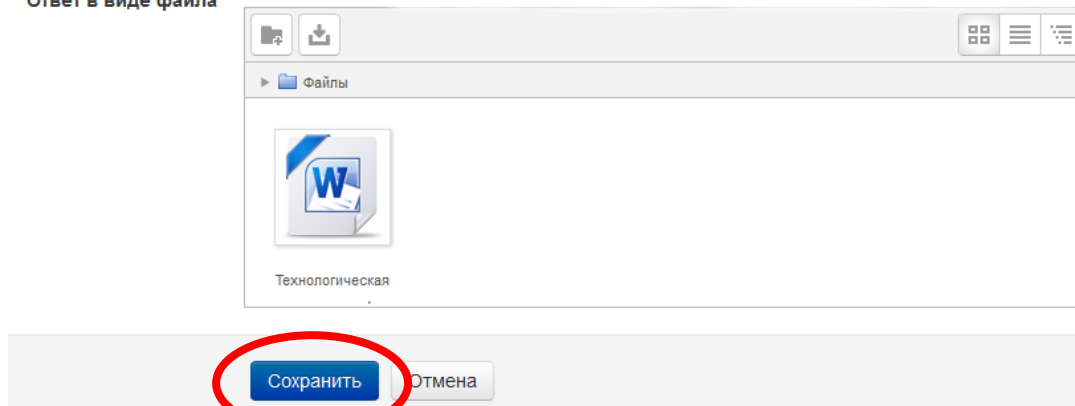 Ответ в виде файла
Файлы
W
Технологическая
Сохранить Отмена